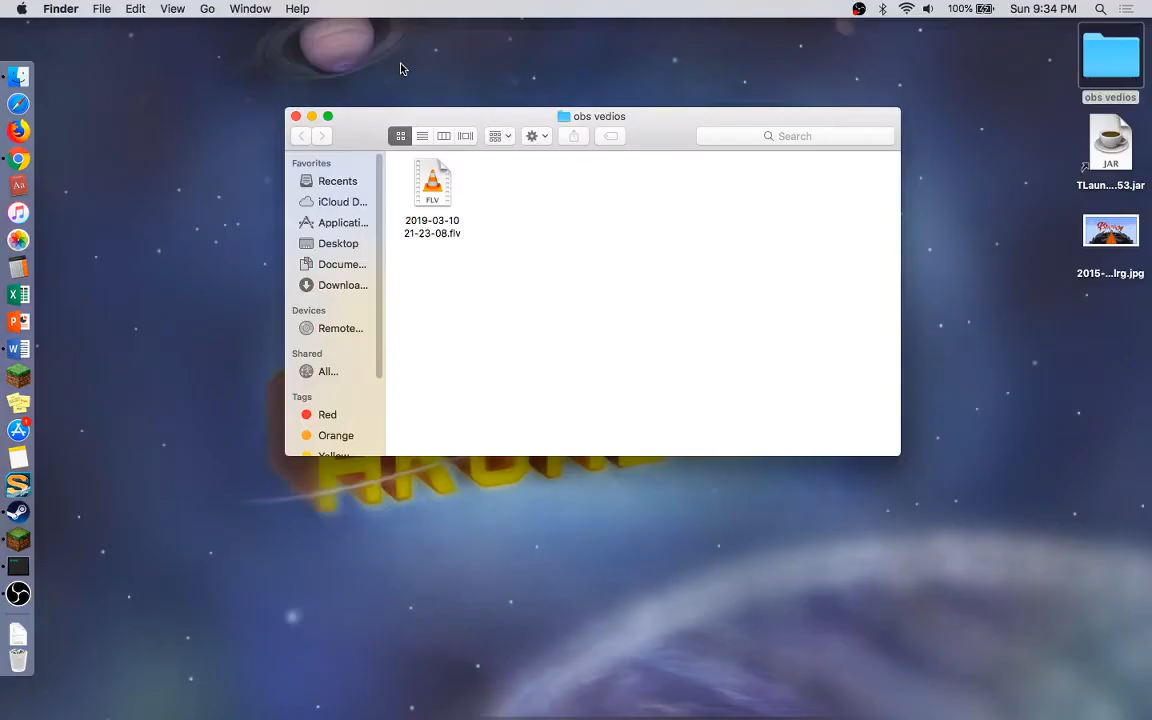 Finder File Edit View Go Window Help 100% Sun 9:34 PM
obs vedios
Search
Favorites
Recents
iCloud D...
Applicati...
Desktop
Docume...
Downloa...
Devices
Remote...
Shared
All...
Tags
Red
Orange
Yellow
FLV
2019-03-10
21-23-08.flv
obs vedios
JAR
TLaun....53.jar
2015-...lrg.jpg